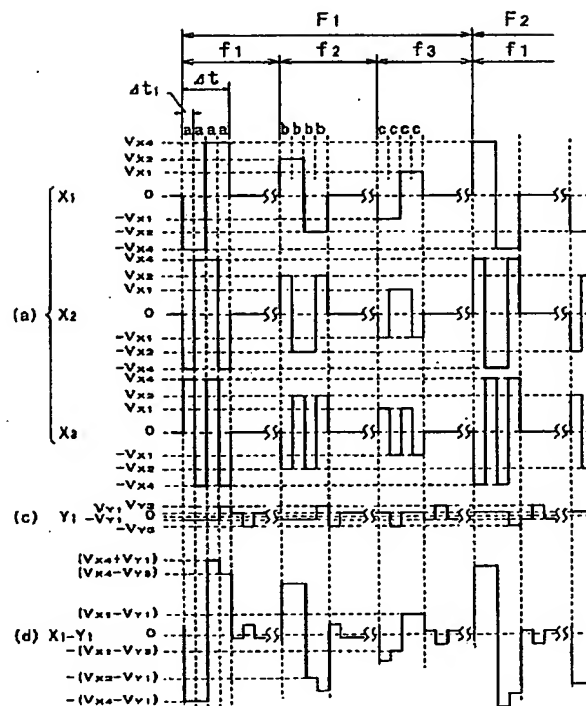 F1 F2
f1 f2 f3 f1
Δt
Δt1
a a a a b b b b c c c c
VX4
VX2
VX1
X1 0
-VX1
-VX2
-VX4
VX4
VX2
VX1
(a) X2 0
-VX1
-VX2
-VX4
VX4
VX2
VX1
X3 0
-VX1
-VX2
-VX4
(c) Y1 0
-VY3
(VX4+VY1)
(VX4-VY3)
(VX1-VY1)
(d) X1-Y1 0
-(VX1-VY3)
-(VX2-VY1)
-(VX4-VY1)